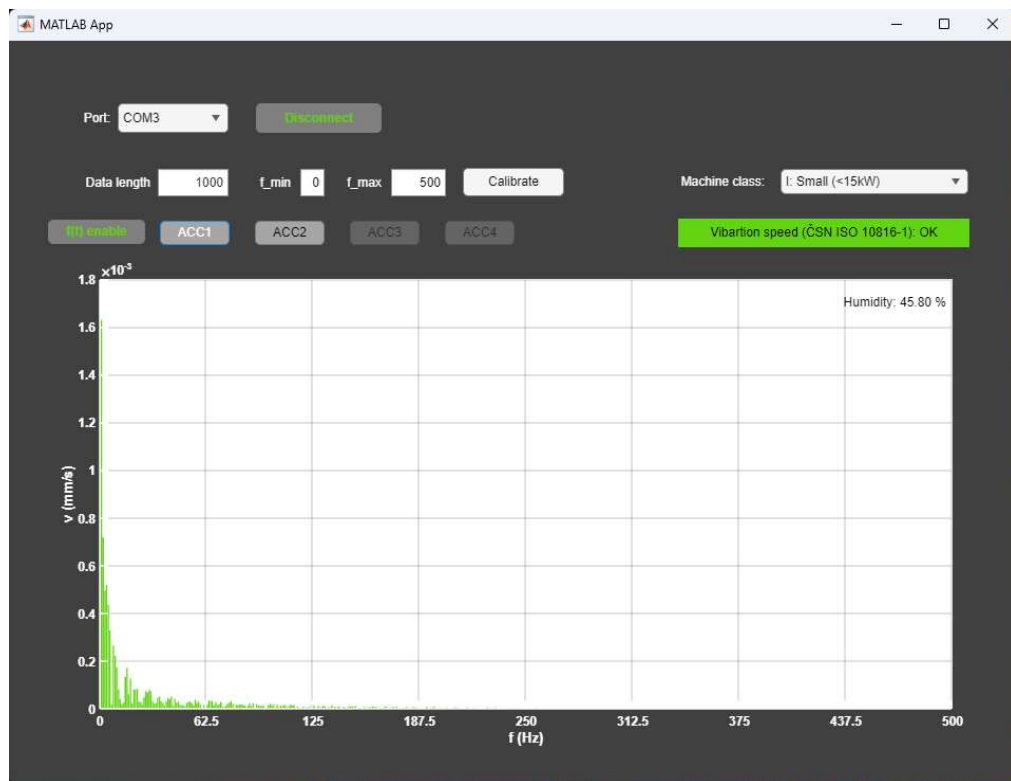 MATLAB App
Port: COM3 Disconnect
Data length 1000 f_min 0 f_max 500 Calibrate Machine class: I: Small (<15kW)
f(t) enable ACC1 ACC2 ACC3 ACC4 Vibartion speed (ČSN ISO 10816-1): OK
×10⁻³
1.8
Humidity: 45.80 %
1.6
1.4
1.2
1
v (mm/s)
0.8
0.6
0.4
0.2
0
0 62.5 125 187.5 250 312.5 375 437.5 500
f (Hz)